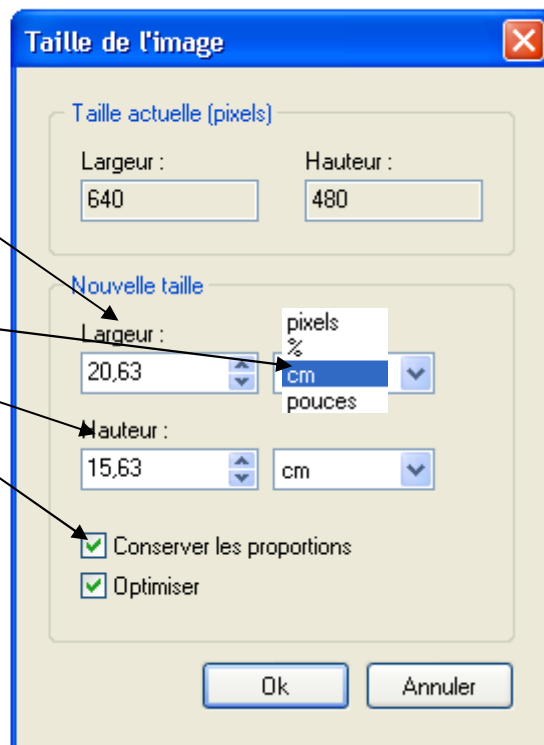 Taille de l'image
Taille actuelle (pixels)
Largeur :
Hauteur :
640
480
Nouvelle taille
Largeur :
pixels
%
cm
pouces
20,63
Hauteur :
15,63
cm
Conserver les proportions
Optimiser
Ok
Annuler